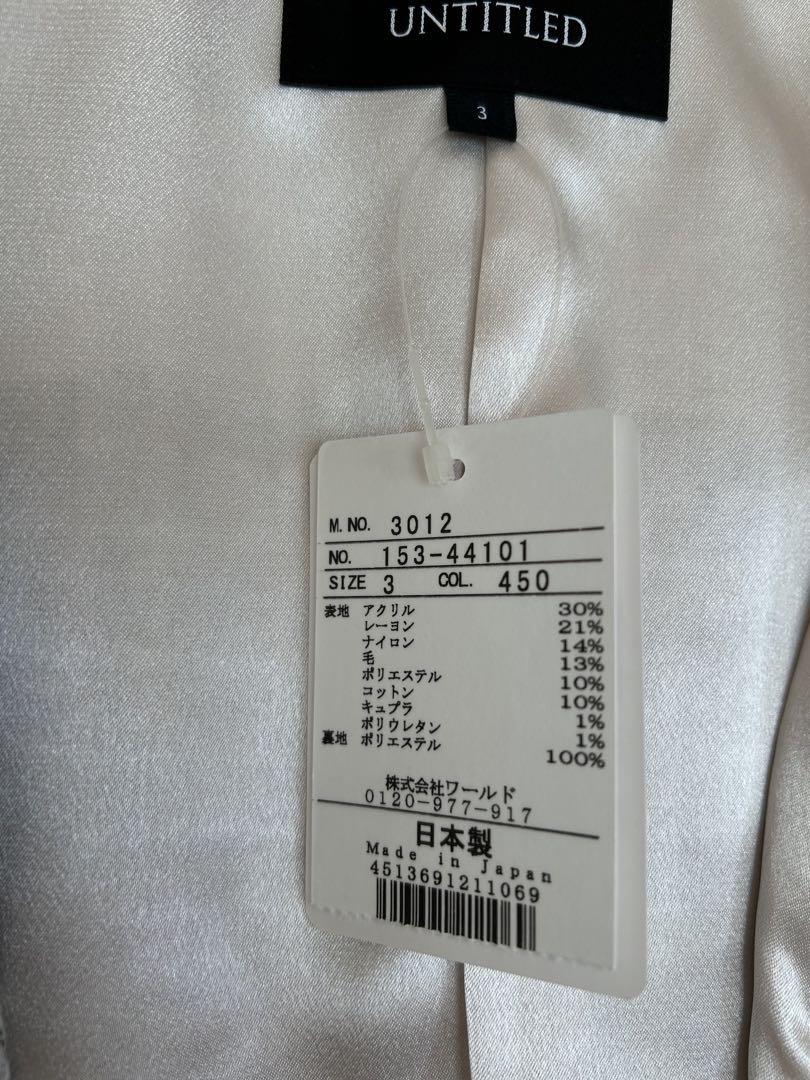 UNTITLED
3
M. NO. 3012
NO. 153-44101
SIZE 3 COL. 450
表地 アクリル 30%
レーヨン 21%
ナイロン 14%
毛 13%
ポリエステル 10%
コットン 10%
キュプラ 1%
ポリウレタン 1%
裏地 ポリエステル 100%
株式会社ワールド
0120-977-917
日本製
Made in Japan
4513691211069